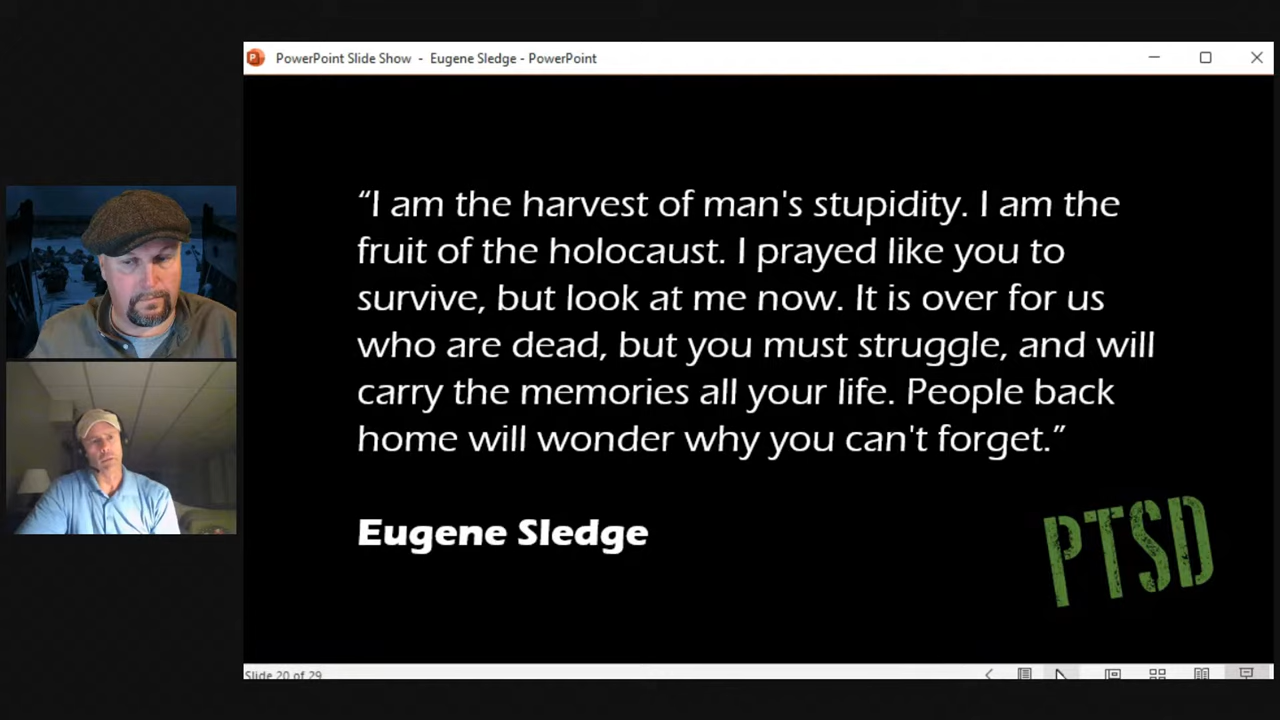 PowerPoint Slide Show - Eugene Sledge - PowerPoint
“I am the harvest of man's stupidity. I am the
fruit of the holocaust. I prayed like you to
survive, but look at me now. It is over for us
who are dead, but you must struggle, and will
carry the memories all your life. People back
home will wonder why you can't forget.”
Eugene Sledge
PTSD
Slide 20 of 29